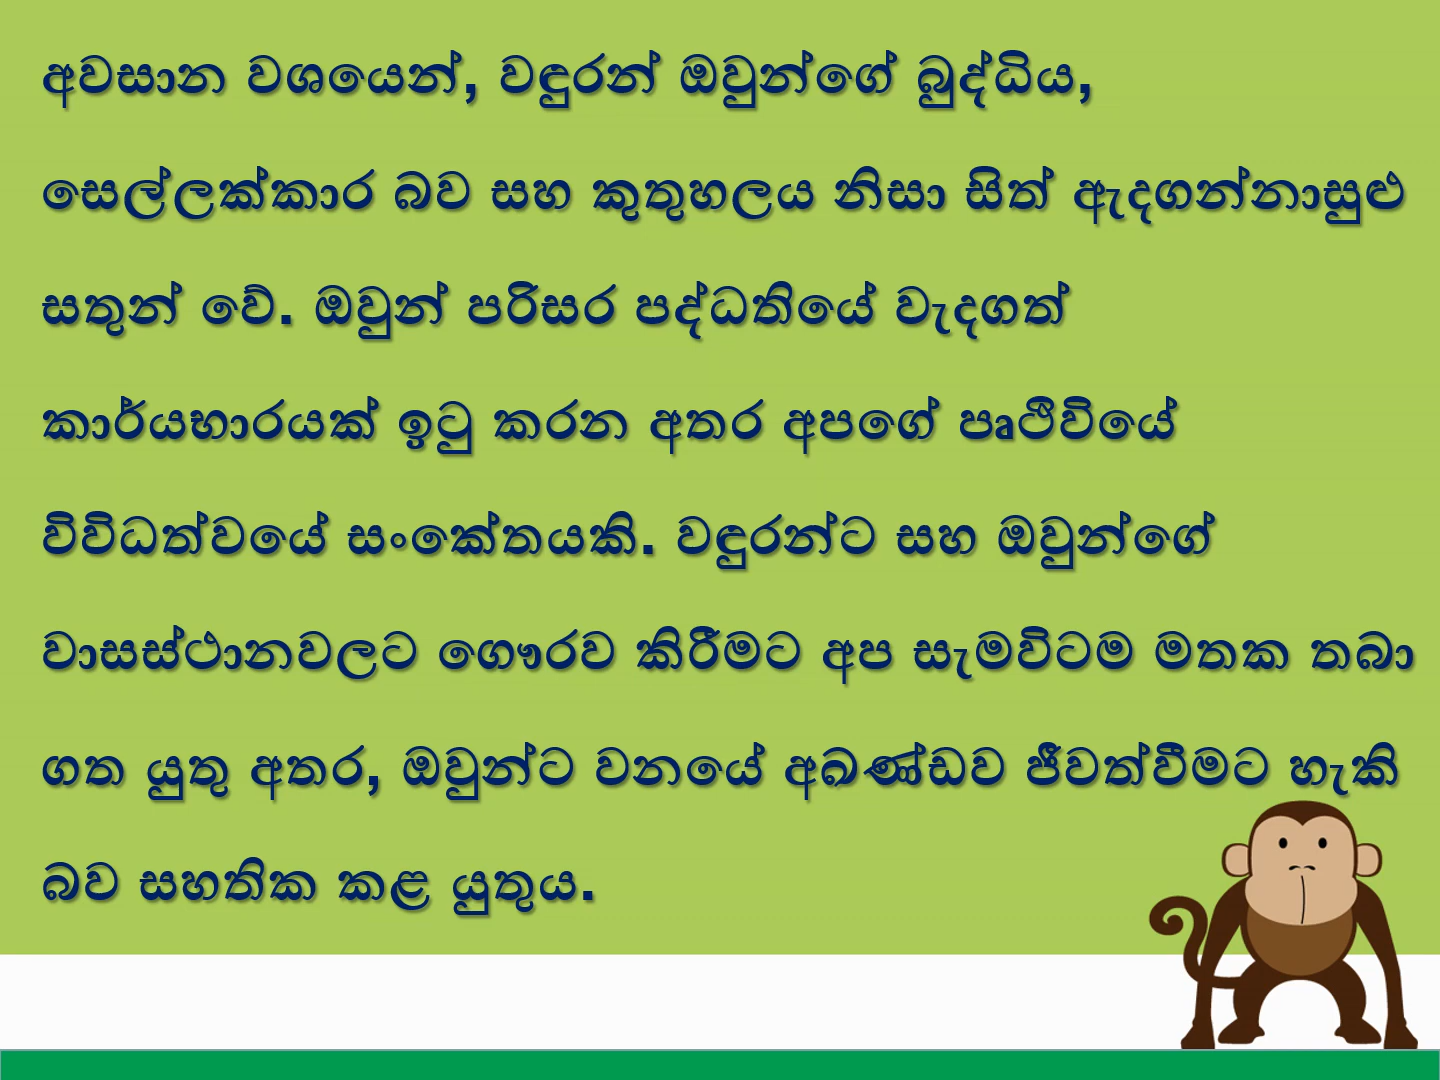 අවසාන වශයෙන්, වඳුරන් ඔවුන්ගේ බුද්ධිය,
සෙල්ලක්කාර බව සහ කුතුහලය නිසා සිත් ඇදගන්නාසුළු
සතුන් වේ. ඔවුන් පරිසර පද්ධතියේ වැදගත්
කාර්යභාරයක් ඉටු කරන අතර අපගේ පෘථිවියේ
විවිධත්වයේ සංකේතයකි. වඳුරන්ට සහ ඔවුන්ගේ
වාසස්ථානවලට ගෞරව කිරීමට අප සැමවිටම මතක තබා
ගත යුතු අතර, ඔවුන්ට වනයේ අඛණ්ඩව ජීවත්වීමට හැකි
බව සහතික කළ යුතුය.